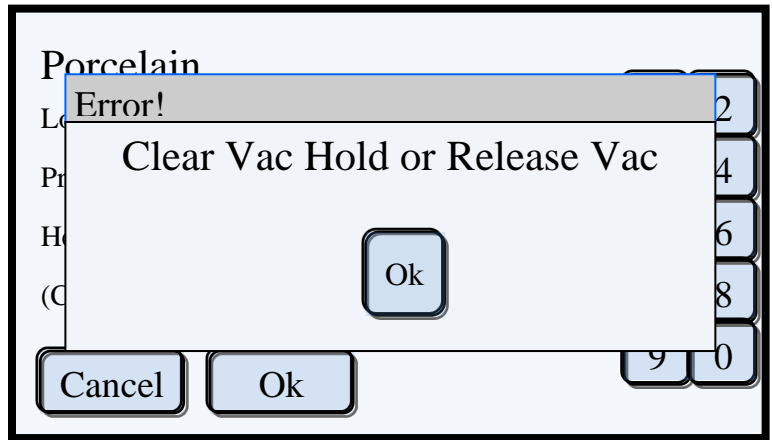 Porcelain
Error!
2
Clear Vac Hold or Release Vac
4
6
Ok
8
9 0
Cancel Ok